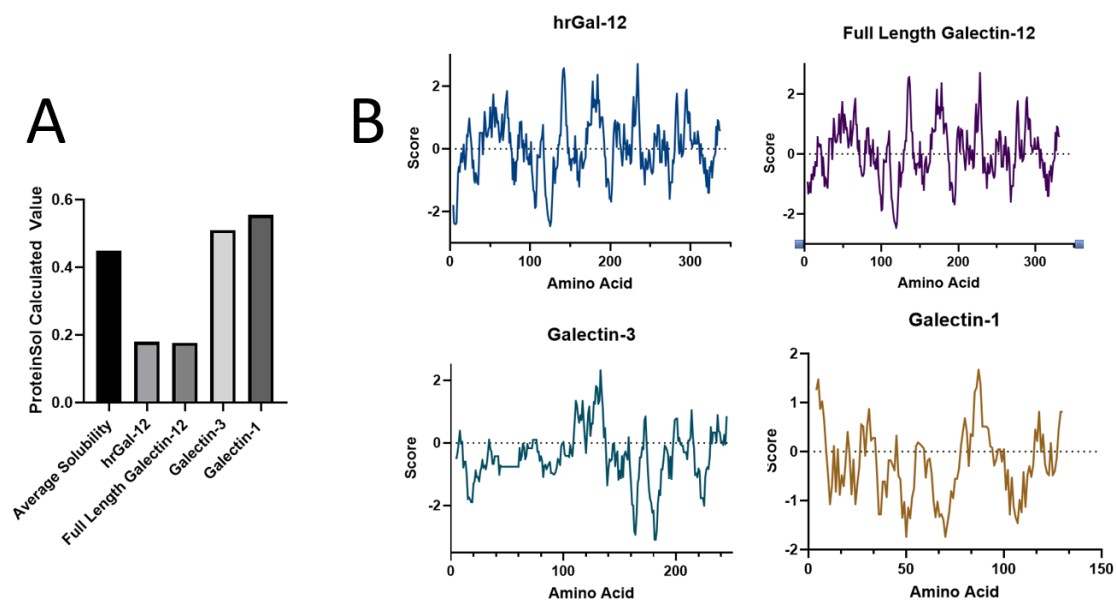 A
ProteinSol Calculated Value
0.6
0.4
0.2
0.0
Average Solubility
hrGal-12
Full Length Galectin-12
Galectin-3
Galectin-1
B
hrGal-12
Score
2
0
-2
0
100
200
300
Amino Acid
Full Length Galectin-12
Score
2
0
-2
0
100
200
300
Amino Acid
Galectin-3
Score
2
0
-2
0
100
200
Amino Acid
Galectin-1
Score
2
1
0
-1
-2
0
50
100
150
Amino Acid